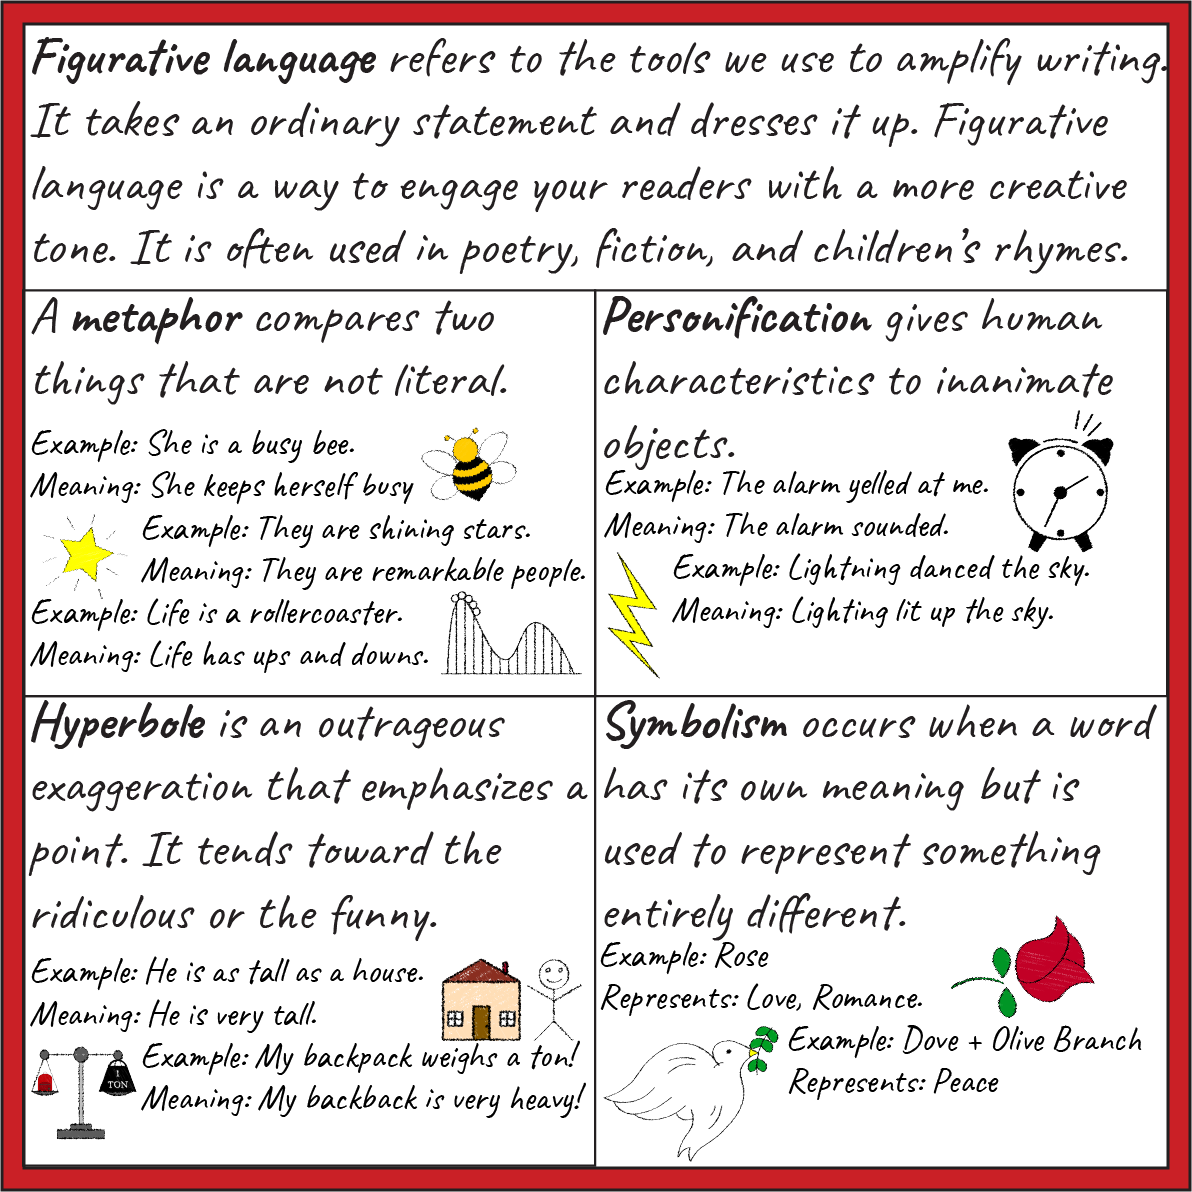 Figurative language refers to the tools we use to amplify writing.
It takes an ordinary statement and dresses it up. Figurative
language is a way to engage your readers with a more creative
tone. It is often used in poetry, fiction, and children's rhymes.
A metaphor compares two
things that are not literal.
Example: She is a busy bee.
Meaning: She keeps herself busy
Example: They are shining stars.
Meaning: They are remarkable people.
Example: Life is a rollercoaster.
Meaning: Life has ups and downs.
Personification gives human
characteristics to inanimate
objects.
Example: The alarm yelled at me.
Meaning: The alarm sounded.
Example: Lightning danced the sky.
Meaning: Lighting lit up the sky.
Hyperbole is an outrageous
exaggeration that emphasizes a
point. It tends toward the
ridiculous or the funny.
Example: He is as tall as a house.
Meaning: He is very tall.
Example: My backpack weighs a ton!
Meaning: My backback is very heavy!
1
TON
Symbolism occurs when a word
has its own meaning but is
used to represent something
entirely different.
Example: Rose
Represents: Love, Romance.
Example: Dove + Olive Branch
Represents: Peace